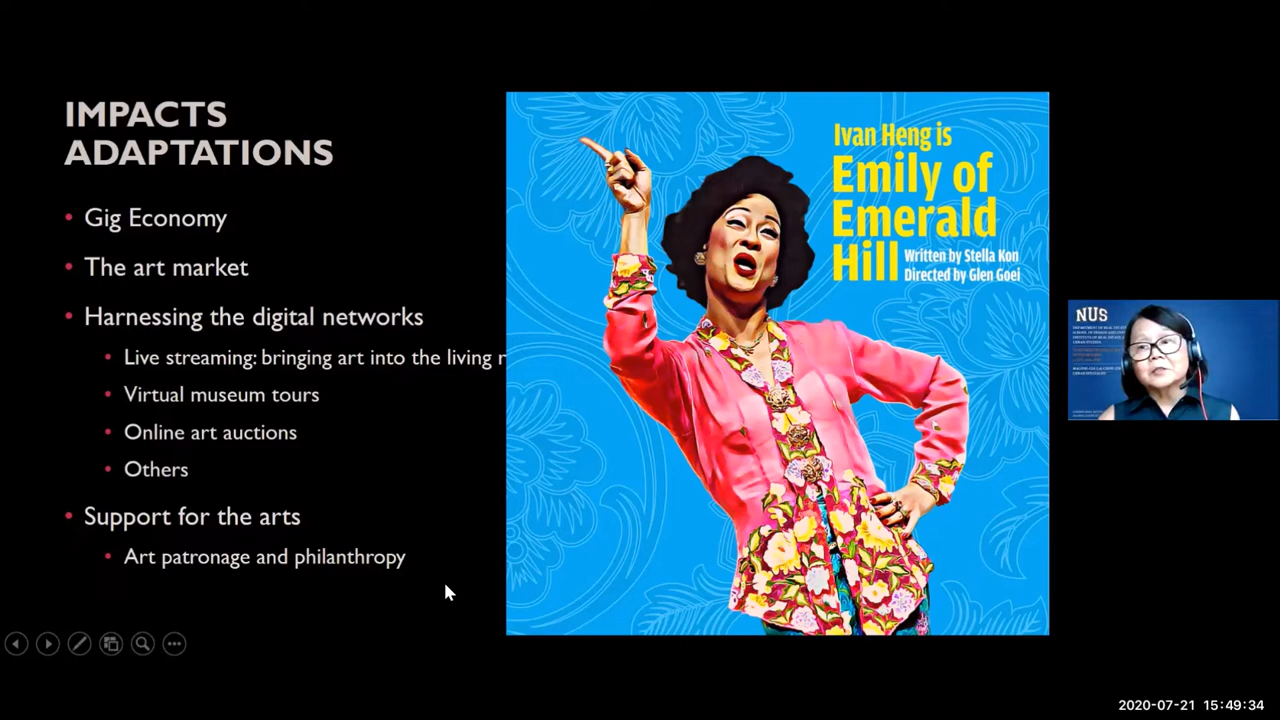 IMPACTS
ADAPTATIONS
• Gig Economy
• The art market
• Harnessing the digital networks
• Live streaming: bringing art into the living r
• Virtual museum tours
• Online art auctions
• Others
• Support for the arts
• Art patronage and philanthropy
Ivan Heng is
Emily of
Emerald
Hill
Written by Stella Kon
Directed by Glen Goei
NUS
2020-07-21 15:49:34